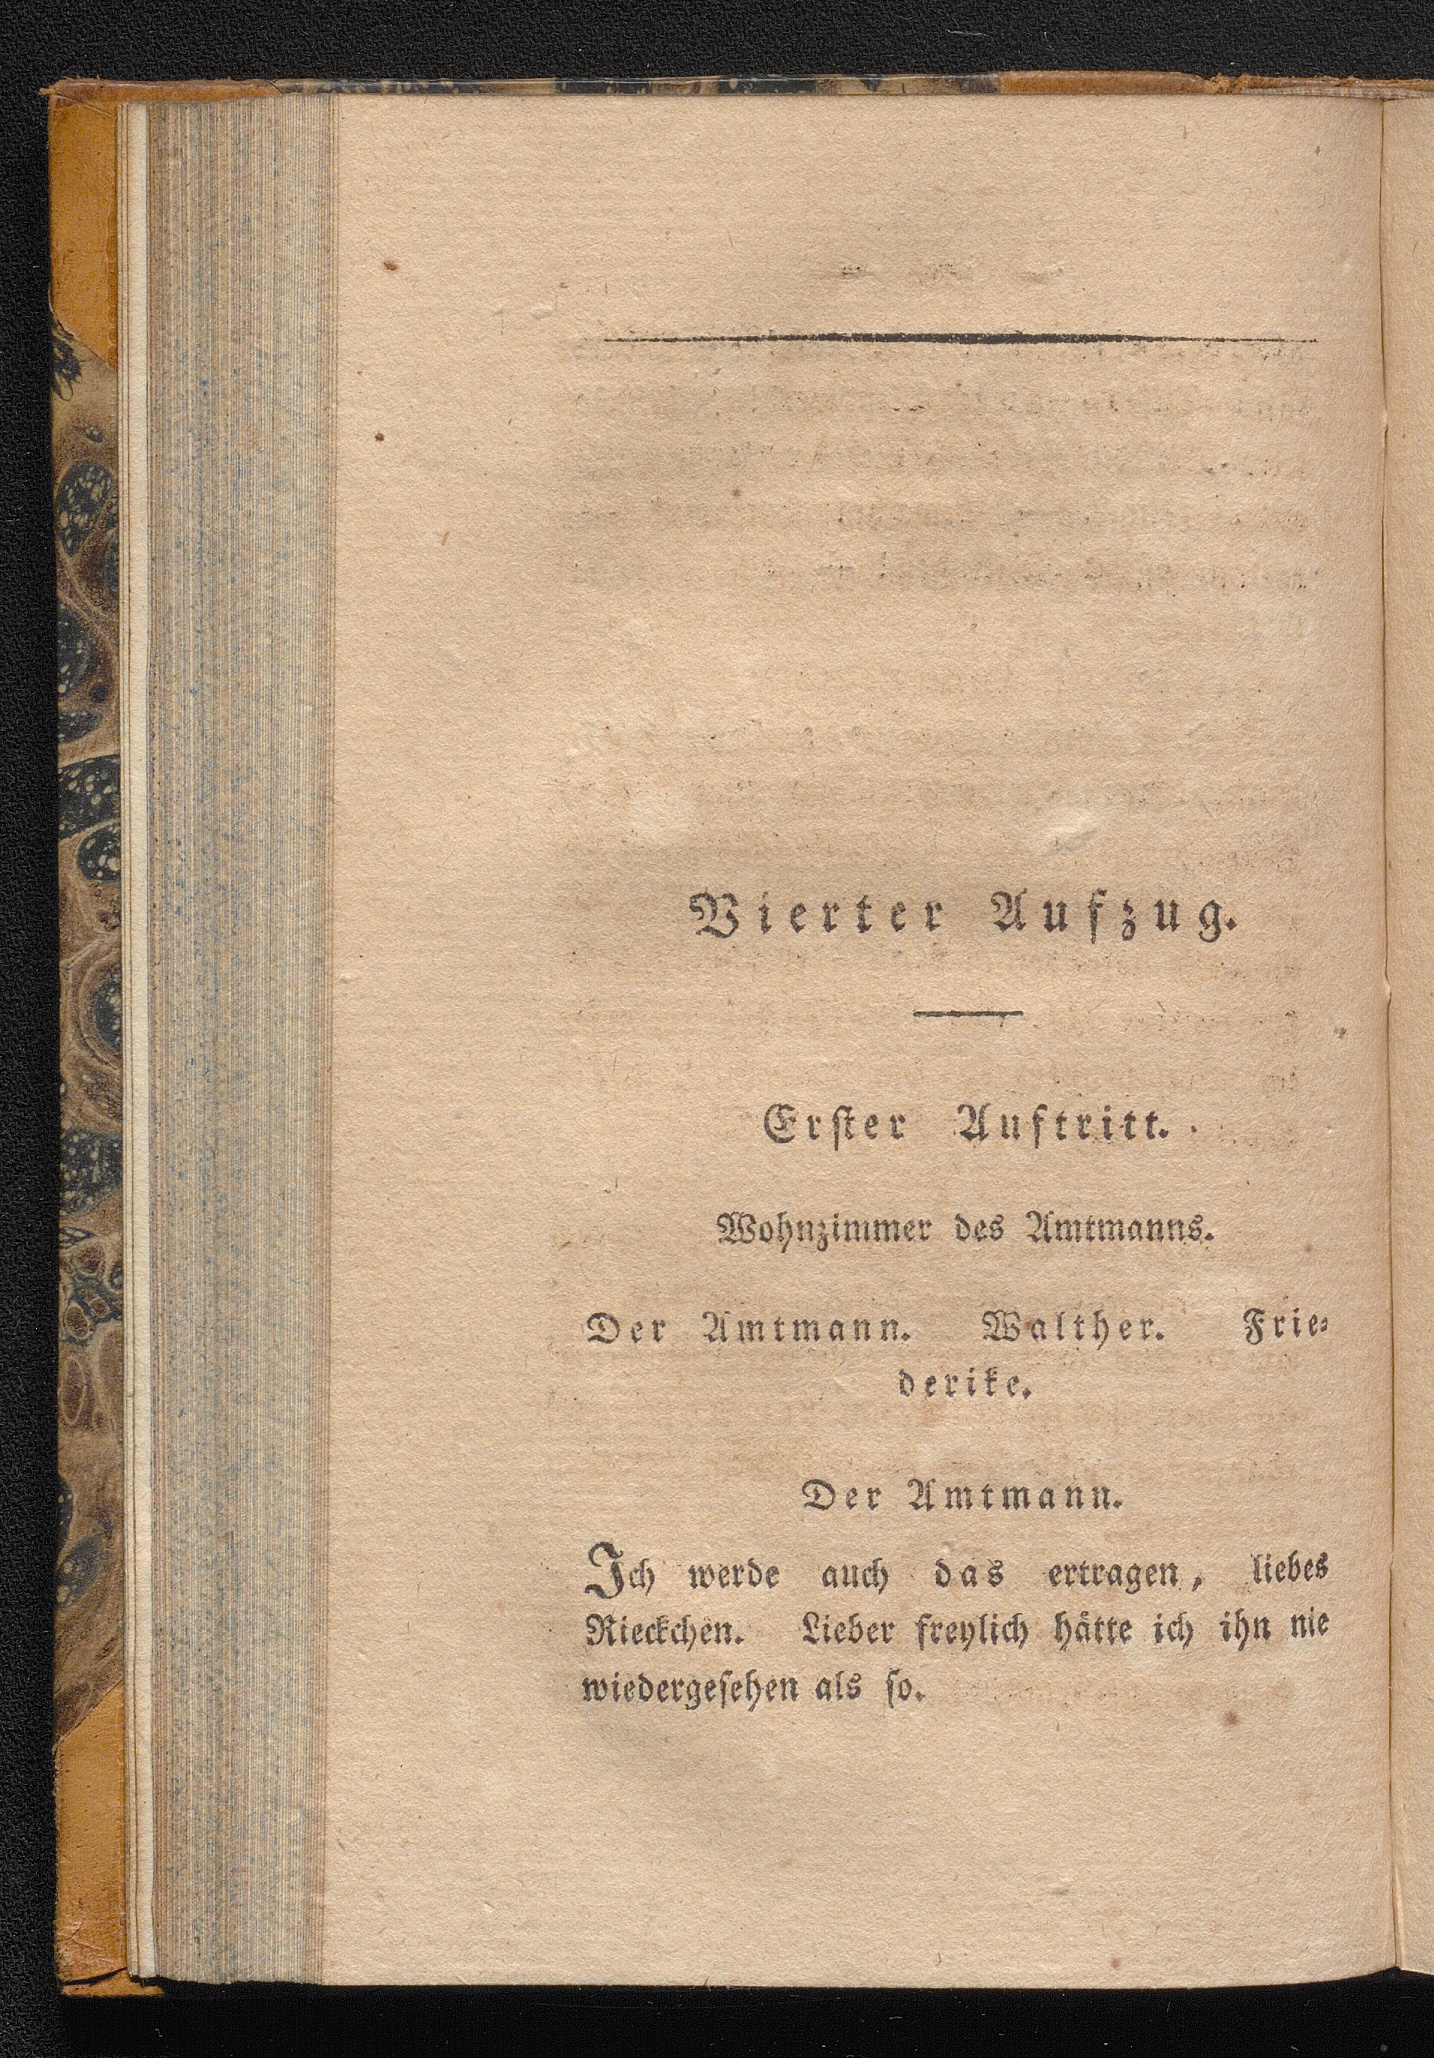 Vierter Aufzug.
Erſter Auftritt.
Wohnzimmer des Amtmanns.
Der Amtmann. Walther. Frie⸗
derike.
Der Amtmann.
Ich werde auch das ertragen, liebes
Rieckchen. Lieber freylich hätte ich ihn nie
wiedergeſehen als ſo.